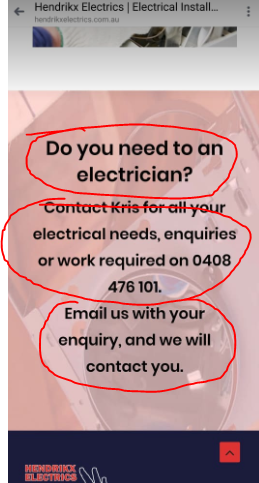 Hendrikx Electrics | Electrical Install...
hendrikxelectrics.com.au
Do you need to an
electrician?
Contact Kris for all your
electrical needs, enquiries
or work required on 0408
476 101.
Email us with your
enquiry, and we will
contact you.
HENDRIKX
ELECTRICS